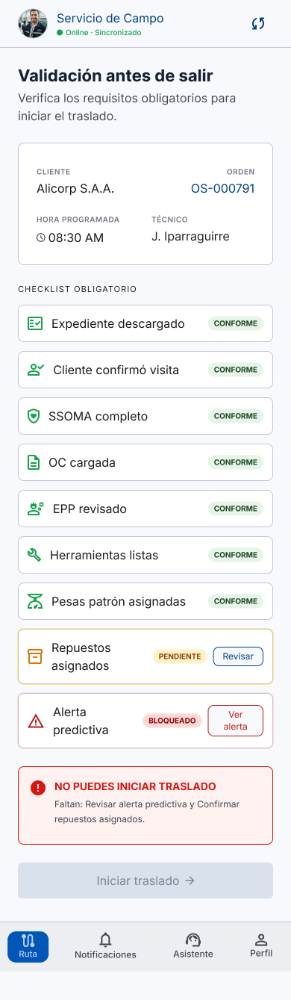 Servicio de Campo
Online · Sincronizado
Validación antes de salir
Verifica los requisitos obligatorios para
iniciar el traslado.
CLIENTE
Alicorp S.A.A.
ORDEN
OS-000791
HORA PROGRAMADA
08:30 AM
TÉCNICO
J. Iparraguirre
CHECKLIST OBLIGATORIO
Expediente descargado CONFORME
Cliente confirmó visita CONFORME
SSOMA completo CONFORME
OC cargada CONFORME
EPP revisado CONFORME
Herramientas listas CONFORME
Pesas patrón asignadas CONFORME
Repuestos
asignados
PENDIENTE
Revisar
Alerta
predictiva
BLOQUEADO
Ver
alerta
NO PUEDES INICIAR TRASLADO
Faltan: Revisar alerta predictiva y Confirmar
repuestos asignados.
Iniciar traslado →
Ruta
Notificaciones
Asistente
Perfil